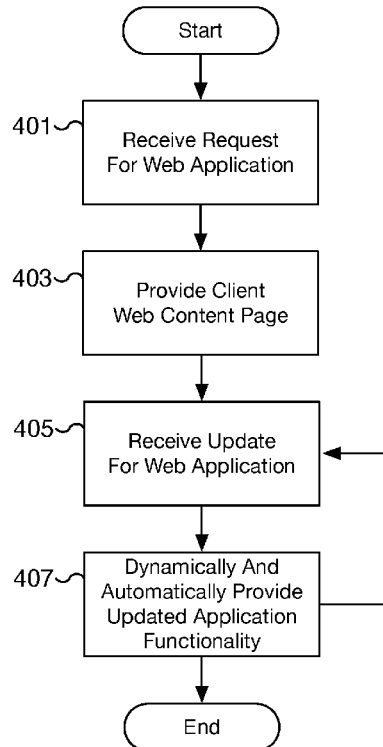 Start
401
Receive Request
For Web Application
403
Provide Client
Web Content Page
405
Receive Update
For Web Application
407
Dynamically And
Automatically Provide
Updated Application
Functionality
End